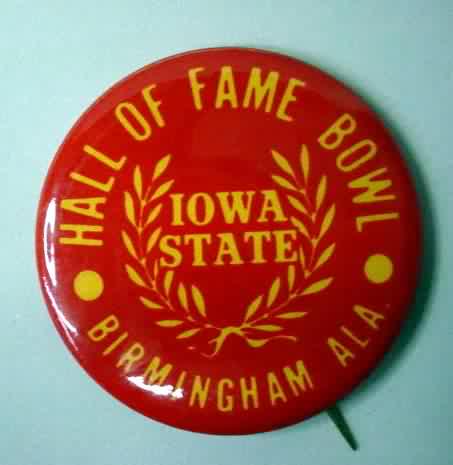 HALL OF FAME BOWL
IOWA
STATE
BIRMINGHAM ALA.